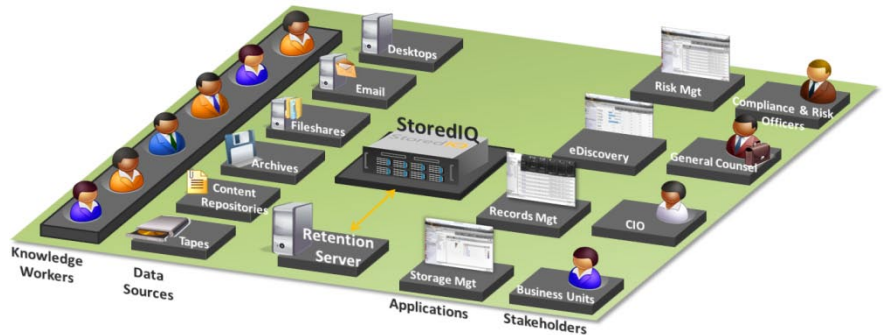 Desktops
Email
Fileshares
Archives
Content
Repositories
Tapes
Knowledge
Workers
Data
Sources
StoredIQ
StoredIQ
Retention
Server
Risk Mgt
eDiscovery
Records Mgt
Storage Mgt
Applications
Compliance & Risk
Officers
General Counsel
CIO
Business Units
Stakeholders